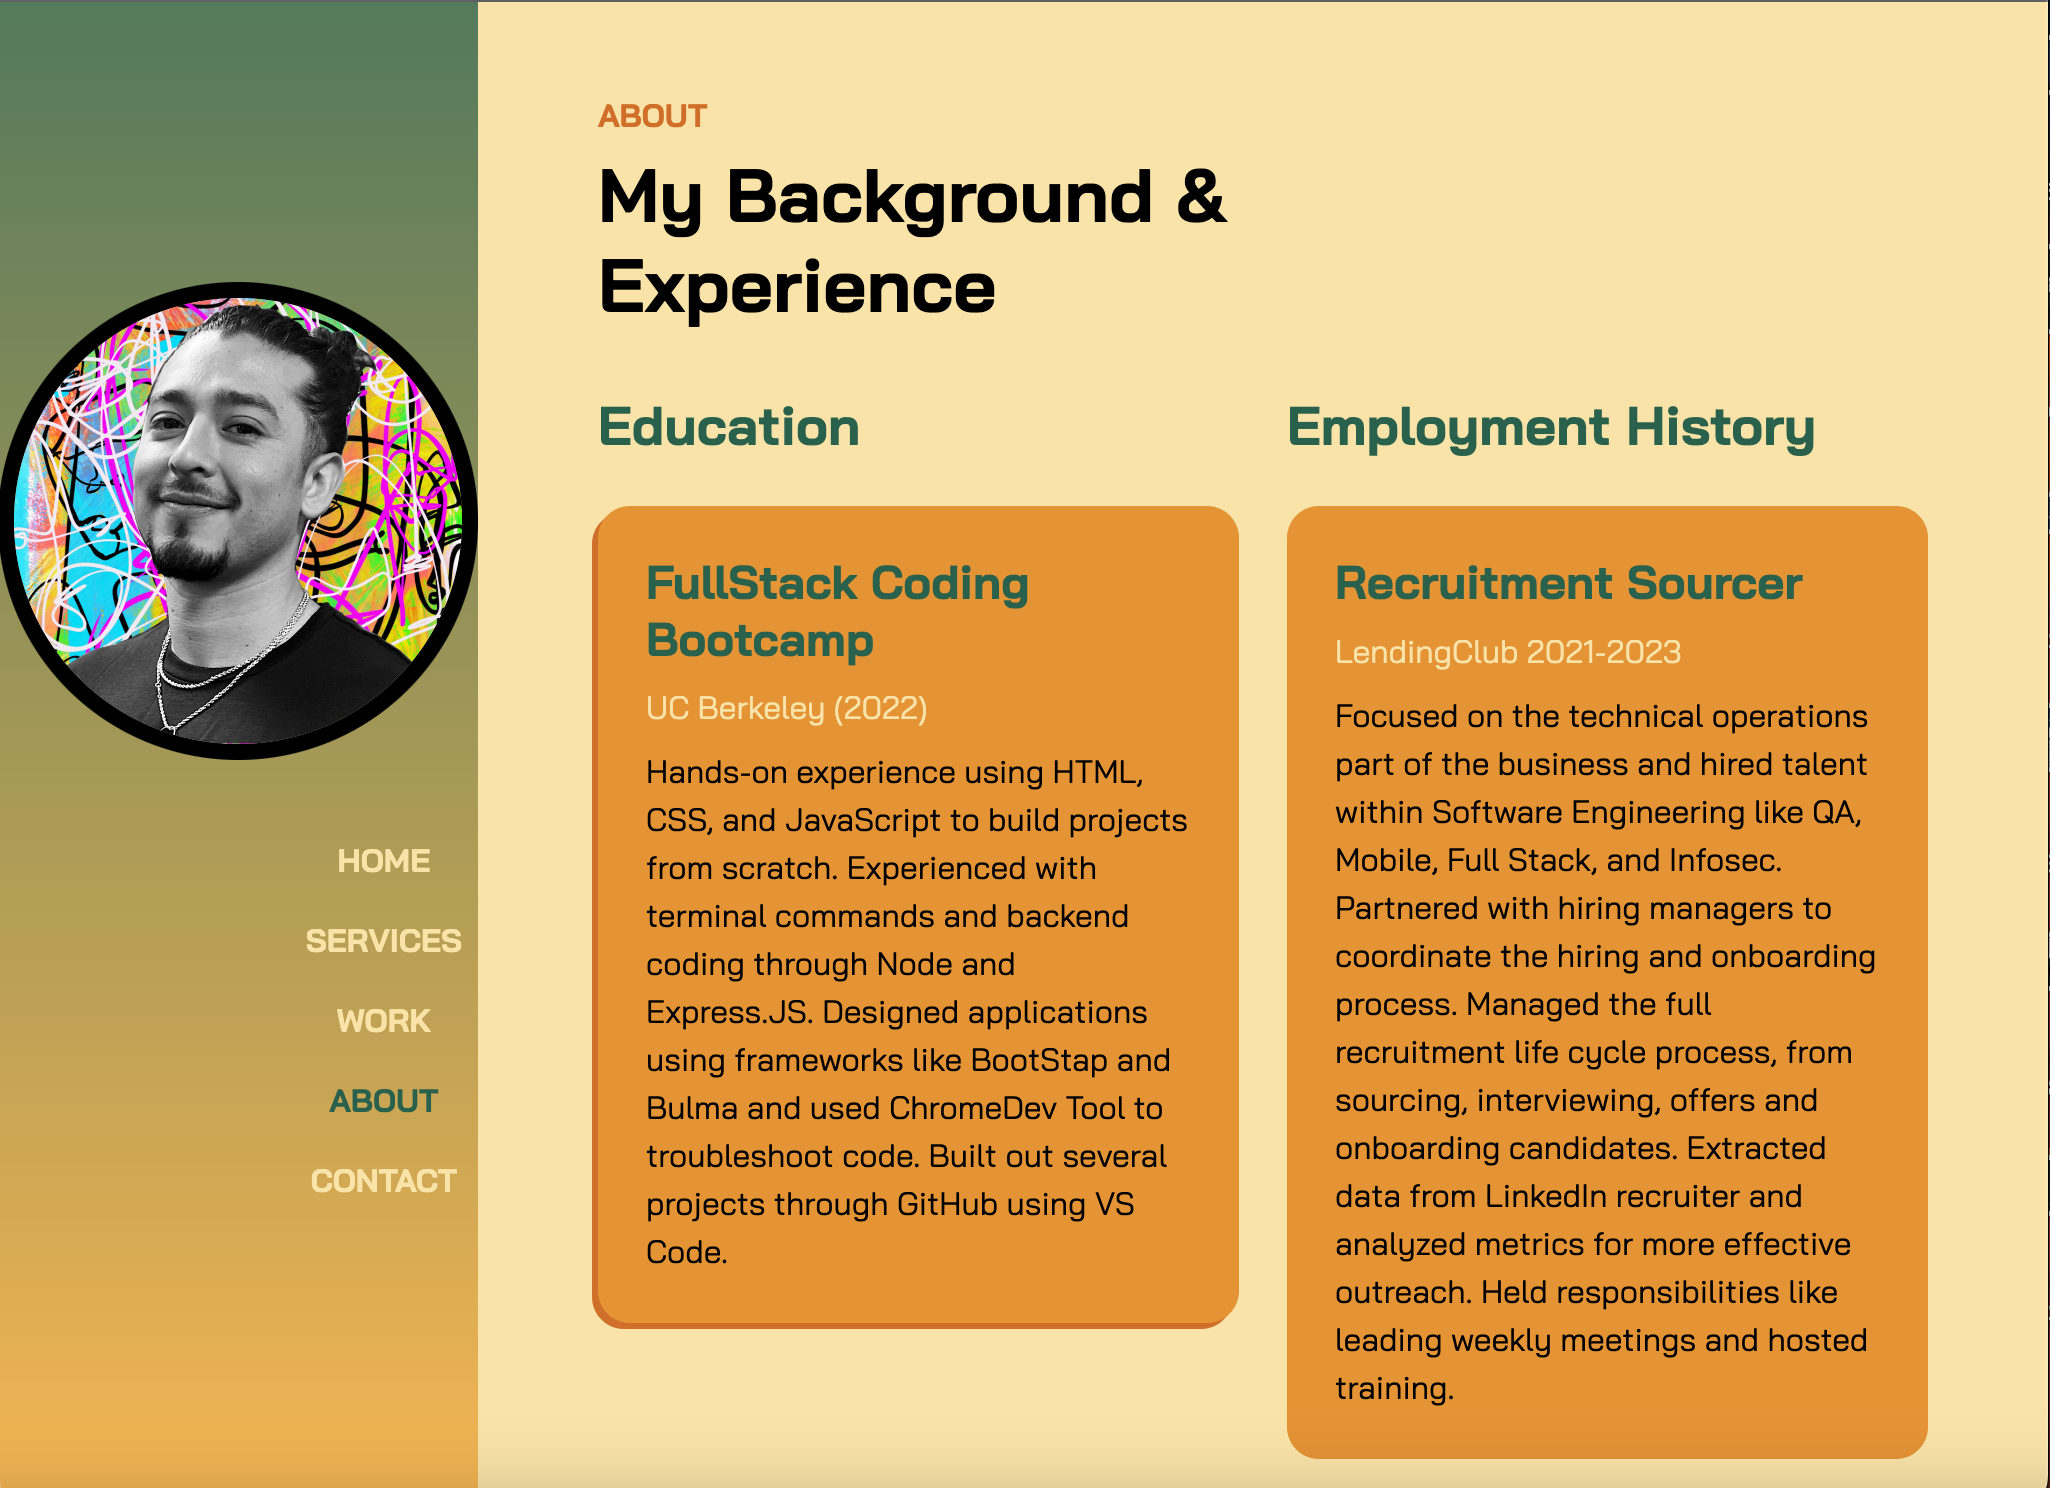 HOME
SERVICES
WORK
ABOUT
CONTACT
ABOUT
My Background &
Experience
Education
FullStack Coding
Bootcamp
UC Berkeley (2022)
Hands-on experience using HTML,
CSS, and JavaScript to build projects
from scratch. Experienced with
terminal commands and backend
coding through Node and
Express.JS. Designed applications
using frameworks like BootStap and
Bulma and used ChromeDev Tool to
troubleshoot code. Built out several
projects through GitHub using VS
Code.
Employment History
Recruitment Sourcer
LendingClub 2021-2023
Focused on the technical operations
part of the business and hired talent
within Software Engineering like QA,
Mobile, Full Stack, and Infosec.
Partnered with hiring managers to
coordinate the hiring and onboarding
process. Managed the full
recruitment life cycle process, from
sourcing, interviewing, offers and
onboarding candidates. Extracted
data from LinkedIn recruiter and
analyzed metrics for more effective
outreach. Held responsibilities like
leading weekly meetings and hosted
training.